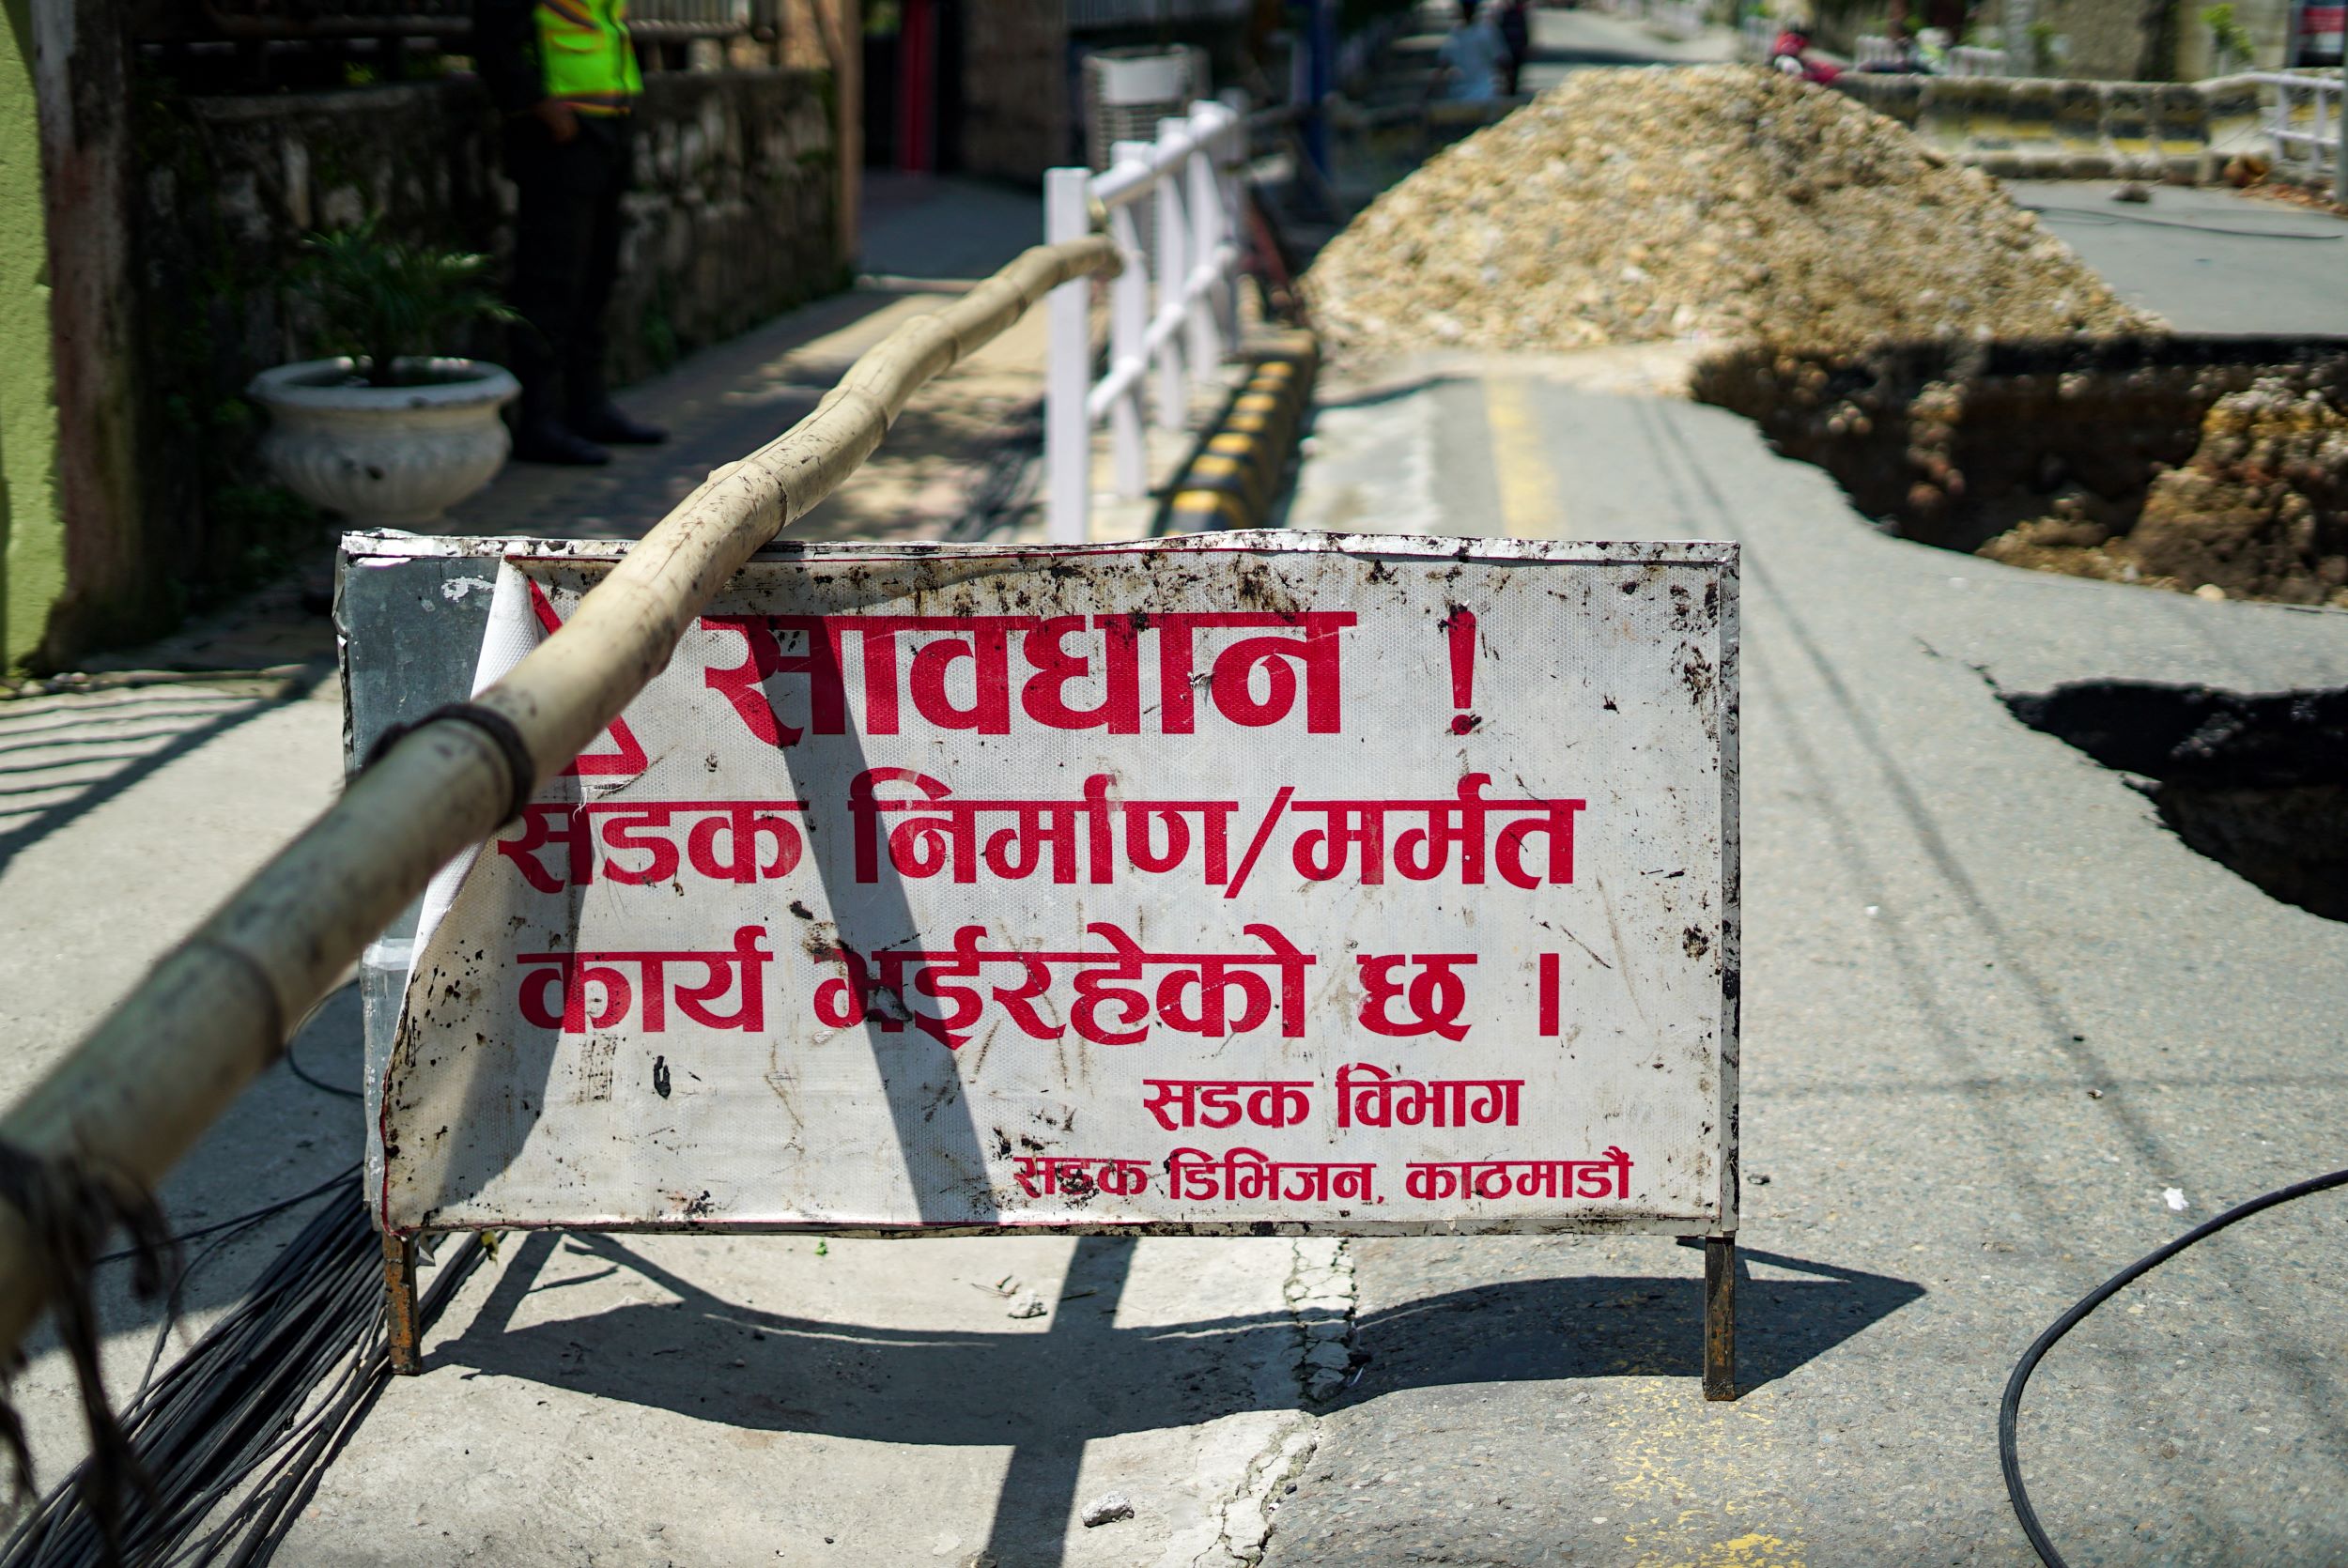 सावधान !
सडक निर्माण/मर्मत
कार्य भईरहेको छ ।
सडक विभाग
सडक डिभिजन, काठमाडौं